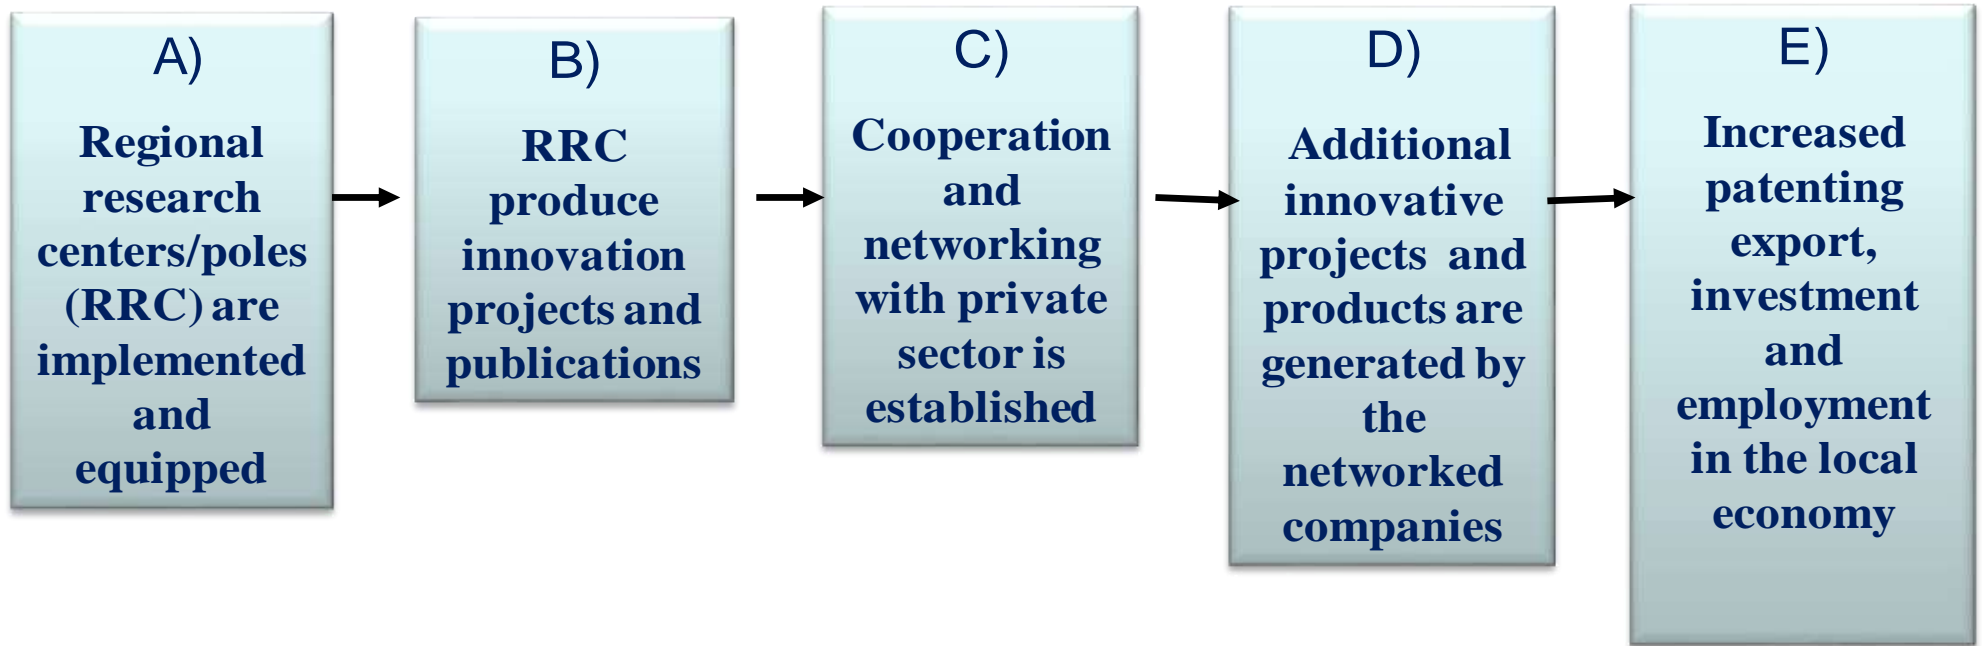 A)
Regional
research
centers/poles
(RRC) are
implemented
and
equipped
B)
RRC
produce
innovation
projects and
publications
C)
Cooperation
and
networking
with private
sector is
established
D)
Additional
innovative
projects and
products are
generated by
the
networked
companies
E)
Increased
patenting
export,
investment
and
employment
in the local
economy